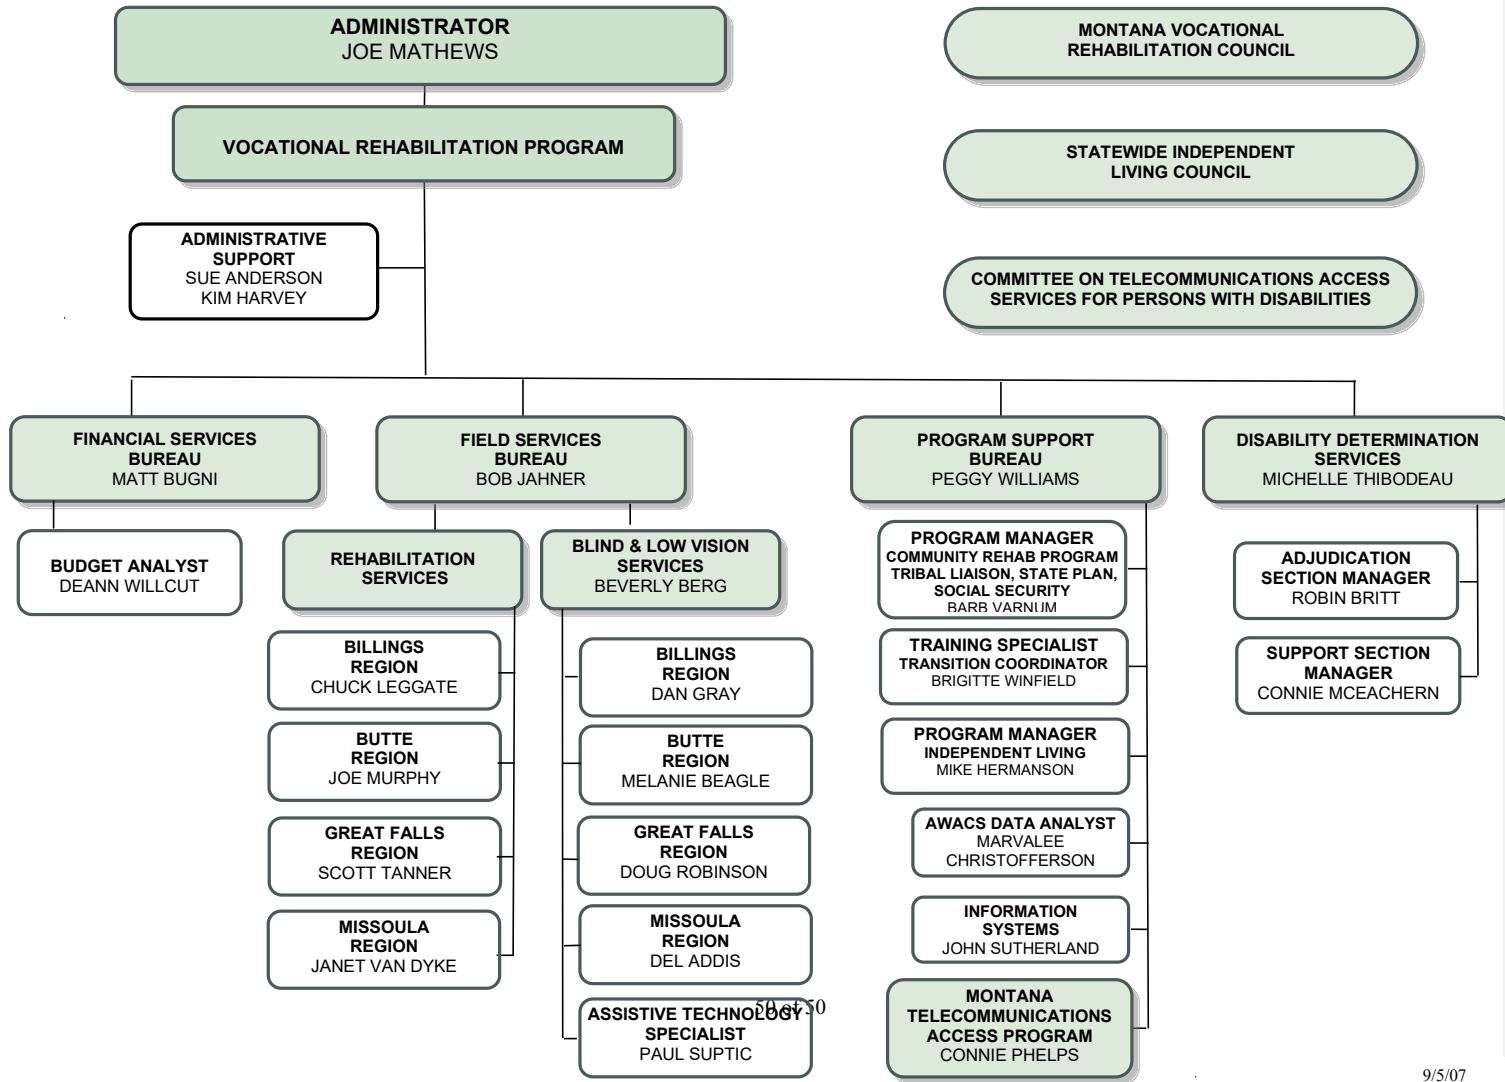 ADMINISTRATOR
JOE MATHEWS
VOCATIONAL REHABILITATION PROGRAM
MONTANA VOCATIONAL
REHABILITATION COUNCIL
STATEWIDE INDEPENDENT
LIVING COUNCIL
COMMITTEE ON TELECOMMUNICATIONS ACCESS
SERVICES FOR PERSONS WITH DISABILITIES
ADMINISTRATIVE
SUPPORT
SUE ANDERSON
KIM HARVEY
FINANCIAL SERVICES
BUREAU
MATT BUGNI
BUDGET ANALYST
DEANN WILLCUT
FIELD SERVICES
BUREAU
BOB JAHNER
REHABILITATION
SERVICES
BILLINGS
REGION
CHUCK LEGGATE
BUTTE
REGION
JOE MURPHY
GREAT FALLS
REGION
SCOTT TANNER
MISSOULA
REGION
JANET VAN DYKE
BLIND & LOW VISION
SERVICES
BEVERLY BERG
BILLINGS
REGION
DAN GRAY
BUTTE
REGION
MELANIE BEAGLE
GREAT FALLS
REGION
DOUG ROBINSON
MISSOULA
REGION
DEL ADDIS
ASSISTIVE TECHNOLOGY
SPECIALIST
PAUL SUPTIC
PROGRAM SUPPORT
BUREAU
PEGGY WILLIAMS
PROGRAM MANAGER
COMMUNITY REHAB PROGRAM
TRIBAL LIAISON, STATE PLAN,
SOCIAL SECURITY
BARB VARNUM
TRAINING SPECIALIST
TRANSITION COORDINATOR
BRIGITTE WINFIELD
PROGRAM MANAGER
INDEPENDENT LIVING
MIKE HERMANSON
AWACS DATA ANALYST
MARVALEE
CHRISTOFFERSON
INFORMATION
SYSTEMS
JOHN SUTHERLAND
MONTANA
TELECOMMUNICATIONS
ACCESS PROGRAM
CONNIE PHELPS
DISABILITY DETERMINATION
SERVICES
MICHELLE THIBODEAU
ADJUDICATION
SECTION MANAGER
ROBIN BRITT
SUPPORT SECTION
MANAGER
CONNIE MCEACHERN
50 of 50
9/5/07